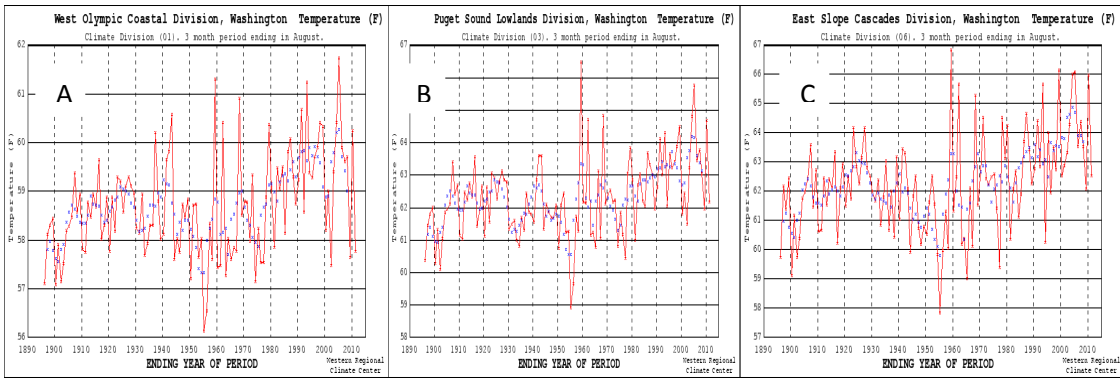 West Olympic Coastal Division, Washington Temperature (F)
Climate Division (01). 3 month period ending in August.
A
Temperature (F)
62
61
60
59
58
57
56
1890 1900 1910 1920 1930 1940 1950 1960 1970 1980 1990 2000 2010
ENDING YEAR OF PERIOD
Western Regional
Climate Center
Puget Sound Lowlands Division, Washington Temperature (F)
Climate Division (03). 3 month period ending in August.
B
Temperature (F)
67
63
62
61
60
59
58
1890 1900 1910 1920 1930 1940 1950 1960 1970 1980 1990 2000 2010
ENDING YEAR OF PERIOD
Western Regional
Climate Center
East Slope Cascades Division, Washington Temperature (F)
Climate Division (06). 3 month period ending in August.
C
Temperature (F)
67
66
65
64
63
62
61
60
59
58
57
1890 1900 1910 1920 1930 1940 1950 1960 1970 1980 1990 2000 2010
ENDING YEAR OF PERIOD
Western Regional
Climate Center